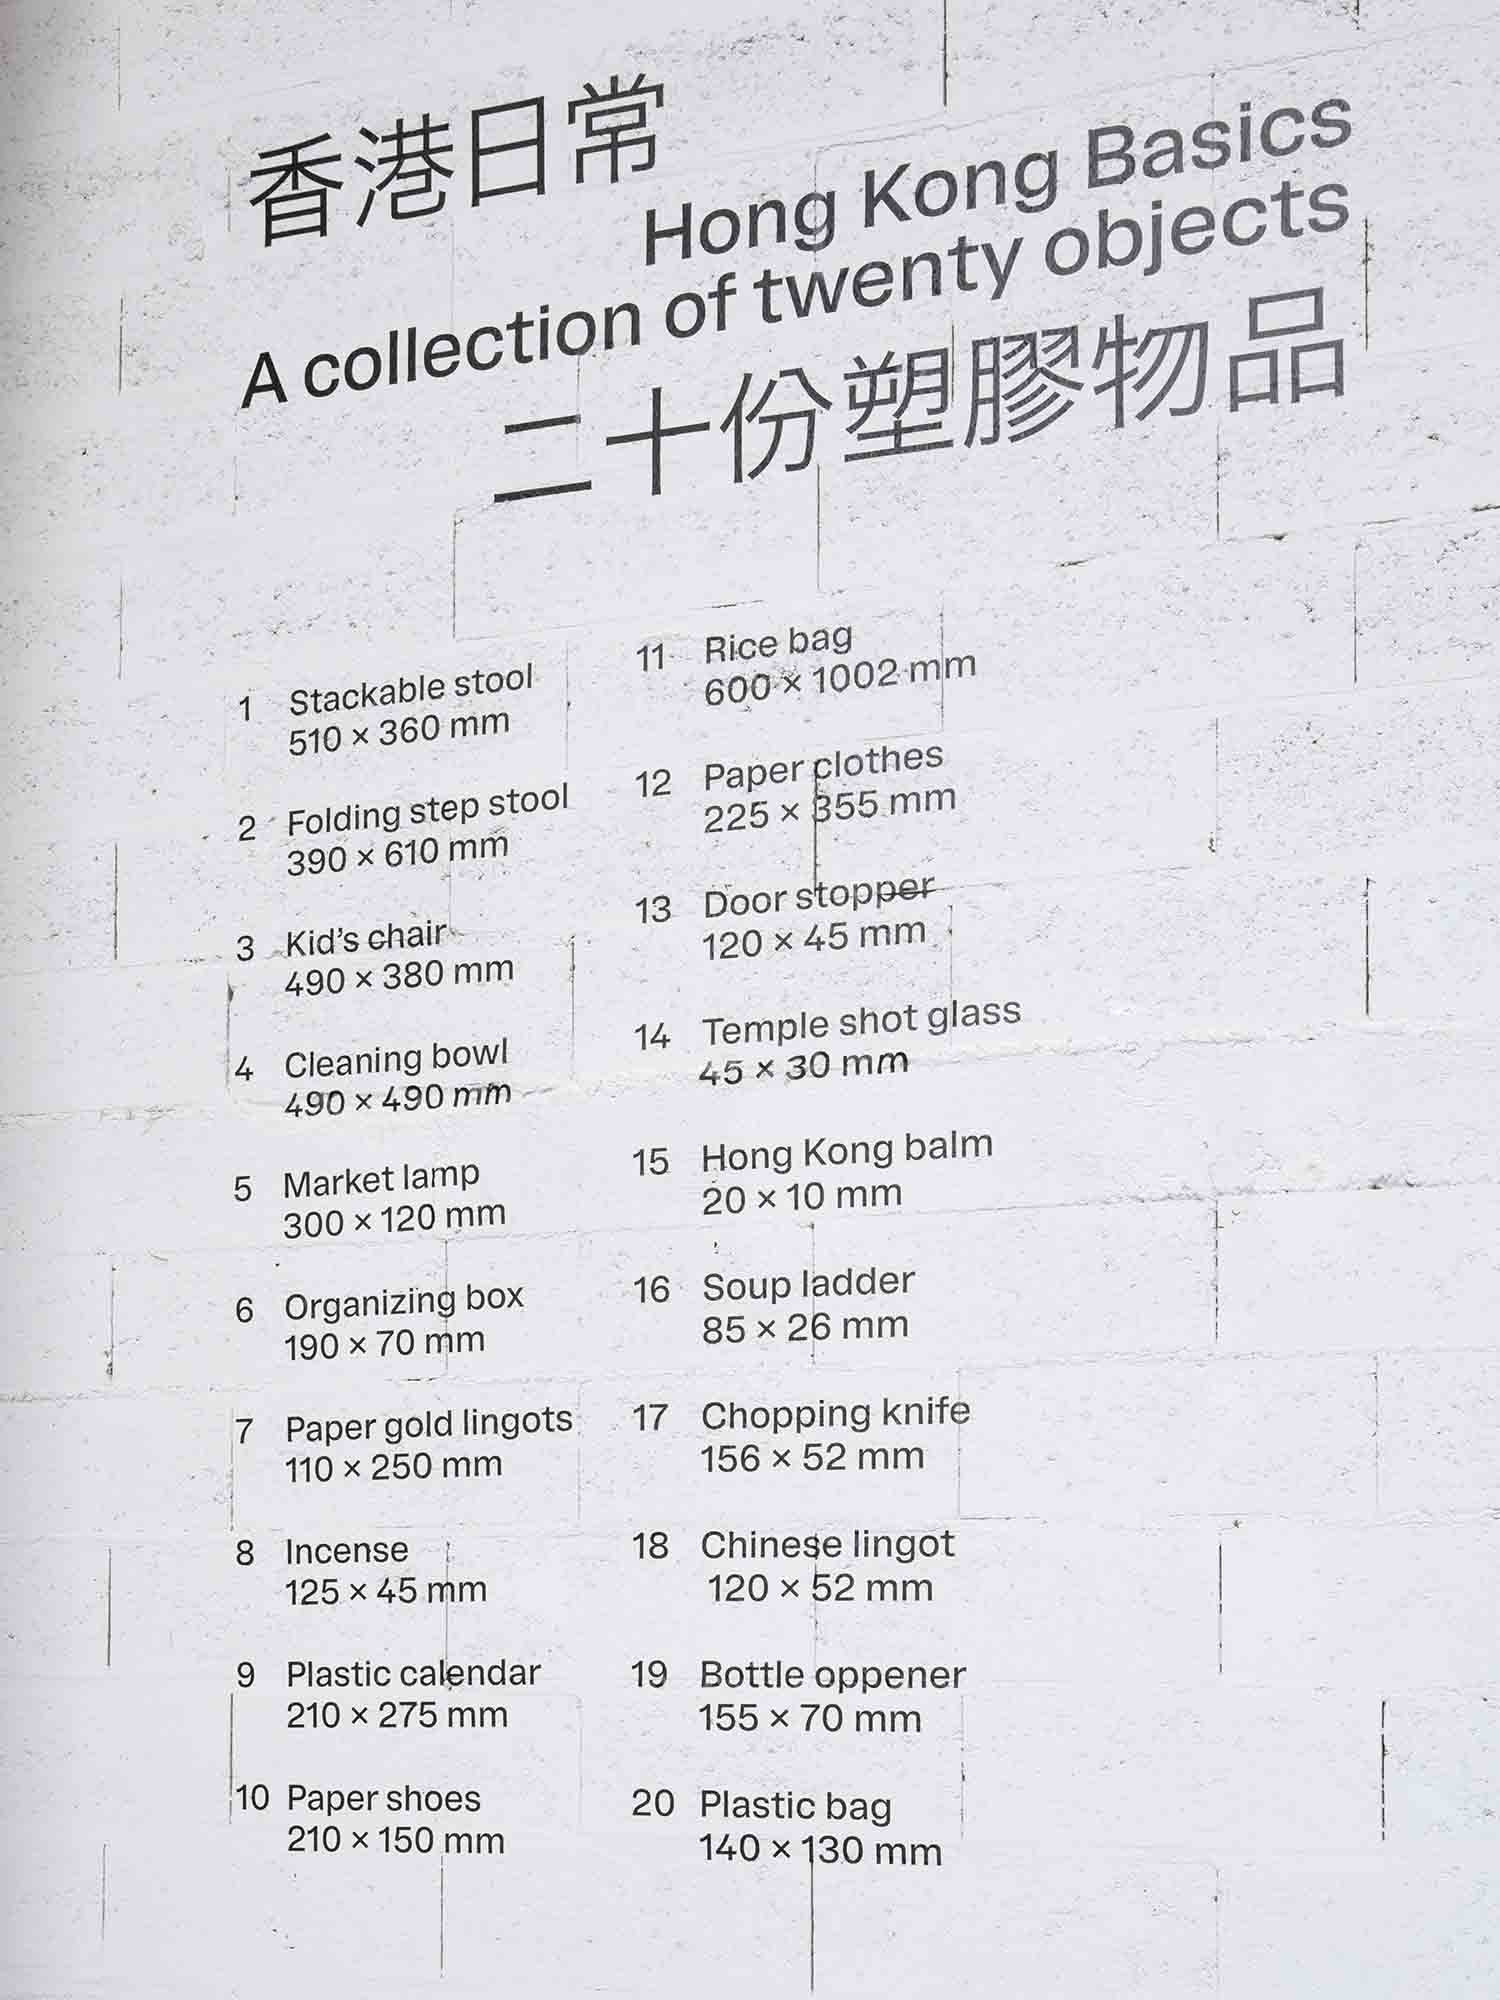 香港日常
Hong Kong Basics
A collection of twenty objects
二十份塑膠物品
1 Stackable stool
510 × 360 mm
2 Folding step stool
390 × 610 mm
3 Kid’s chair
490 × 380 mm
4 Cleaning bowl
490 × 490 mm
5 Market lamp
300 × 120 mm
6 Organizing box
190 × 70 mm
7 Paper gold lingots
110 × 250 mm
8 Incense
125 × 45 mm
9 Plastic calendar
210 × 275 mm
10 Paper shoes
210 × 150 mm
11 Rice bag
600 × 1002 mm
12 Paper clothes
225 × 355 mm
13 Door stopper
120 × 45 mm
14 Temple shot glass
45 × 30 mm
15 Hong Kong balm
20 × 10 mm
16 Soup ladder
85 × 26 mm
17 Chopping knife
156 × 52 mm
18 Chinese lingot
120 × 52 mm
19 Bottle oppener
155 × 70 mm
20 Plastic bag
140 × 130 mm